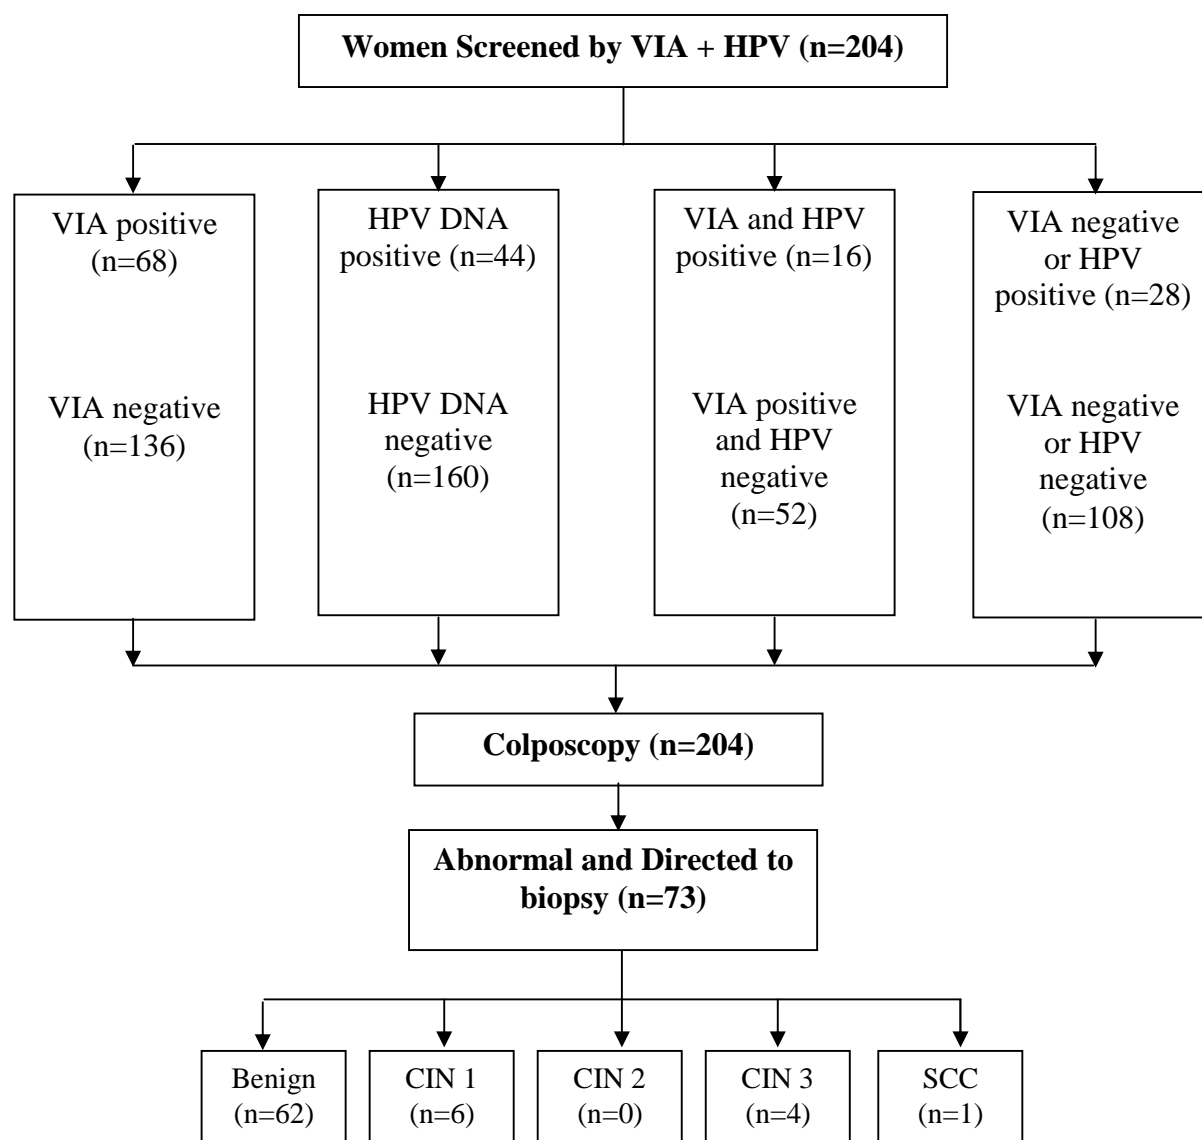 Women Screened by VIA + HPV (n=204)
VIA positive
(n=68)
VIA negative
(n=136)
HPV DNA
positive (n=44)
HPV DNA
negative
(n=160)
VIA and HPV
positive (n=16)
VIA positive
and HPV
negative
(n=52)
VIA negative
or HPV
positive (n=28)
VIA negative
or HPV
negative
(n=108)
Colposcopy (n=204)
Abnormal and Directed to
biopsy (n=73)
Benign
(n=62)
CIN 1
(n=6)
CIN 2
(n=0)
CIN 3
(n=4)
SCC
(n=1)